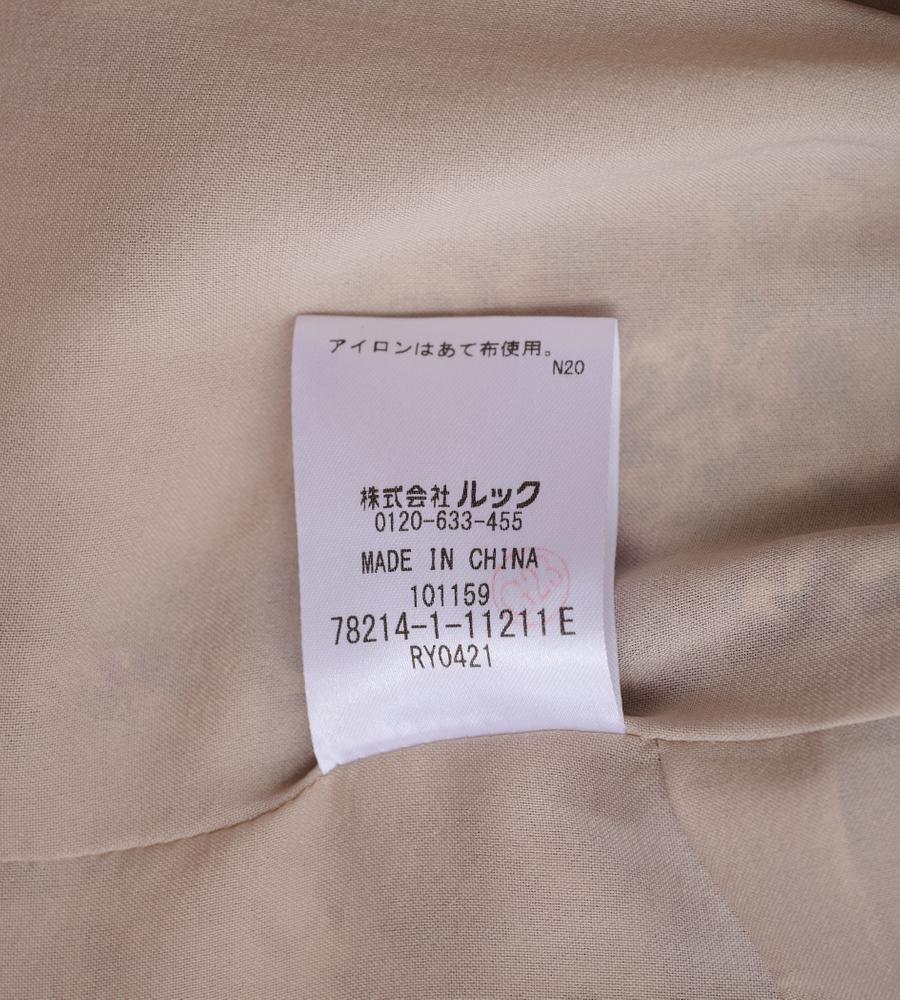 アイロンはあて布使用。
N20
株式会社ルック
0120-633-455
MADE IN CHINA
101159
78214-1-11211E
RY0421